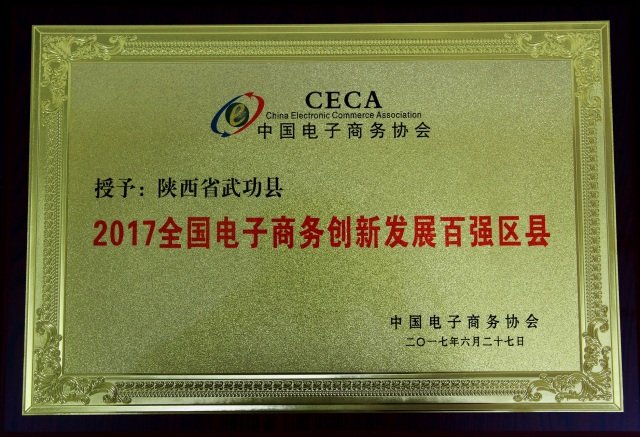 CECA
China Electronic Commerce Association
中国电子商务协会
授予：陕西省武功县
2017全国电子商务创新发展百强区县
中国电子商务协会
二〇一七年六月二十七日